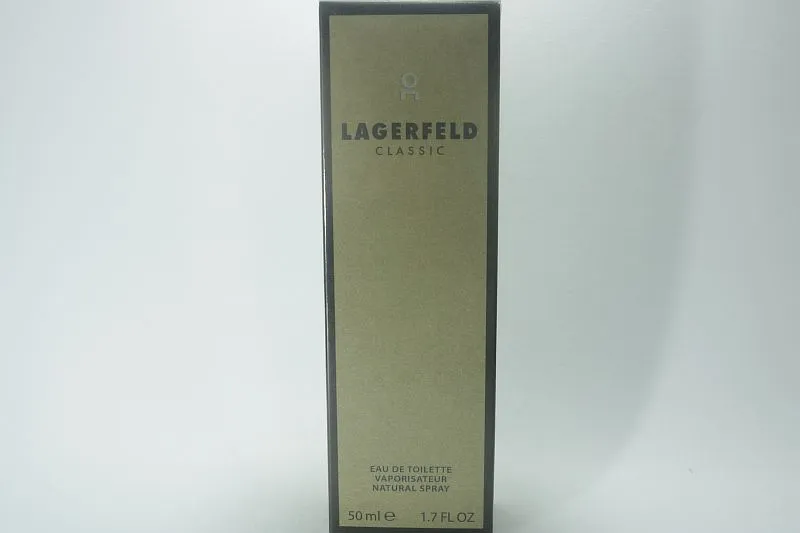 LAGERFELD
CLASSIC
EAU DE TOILETTE
VAPORISATEUR
NATURAL SPRAY
50 ml ℮ 1.7 FL OZ